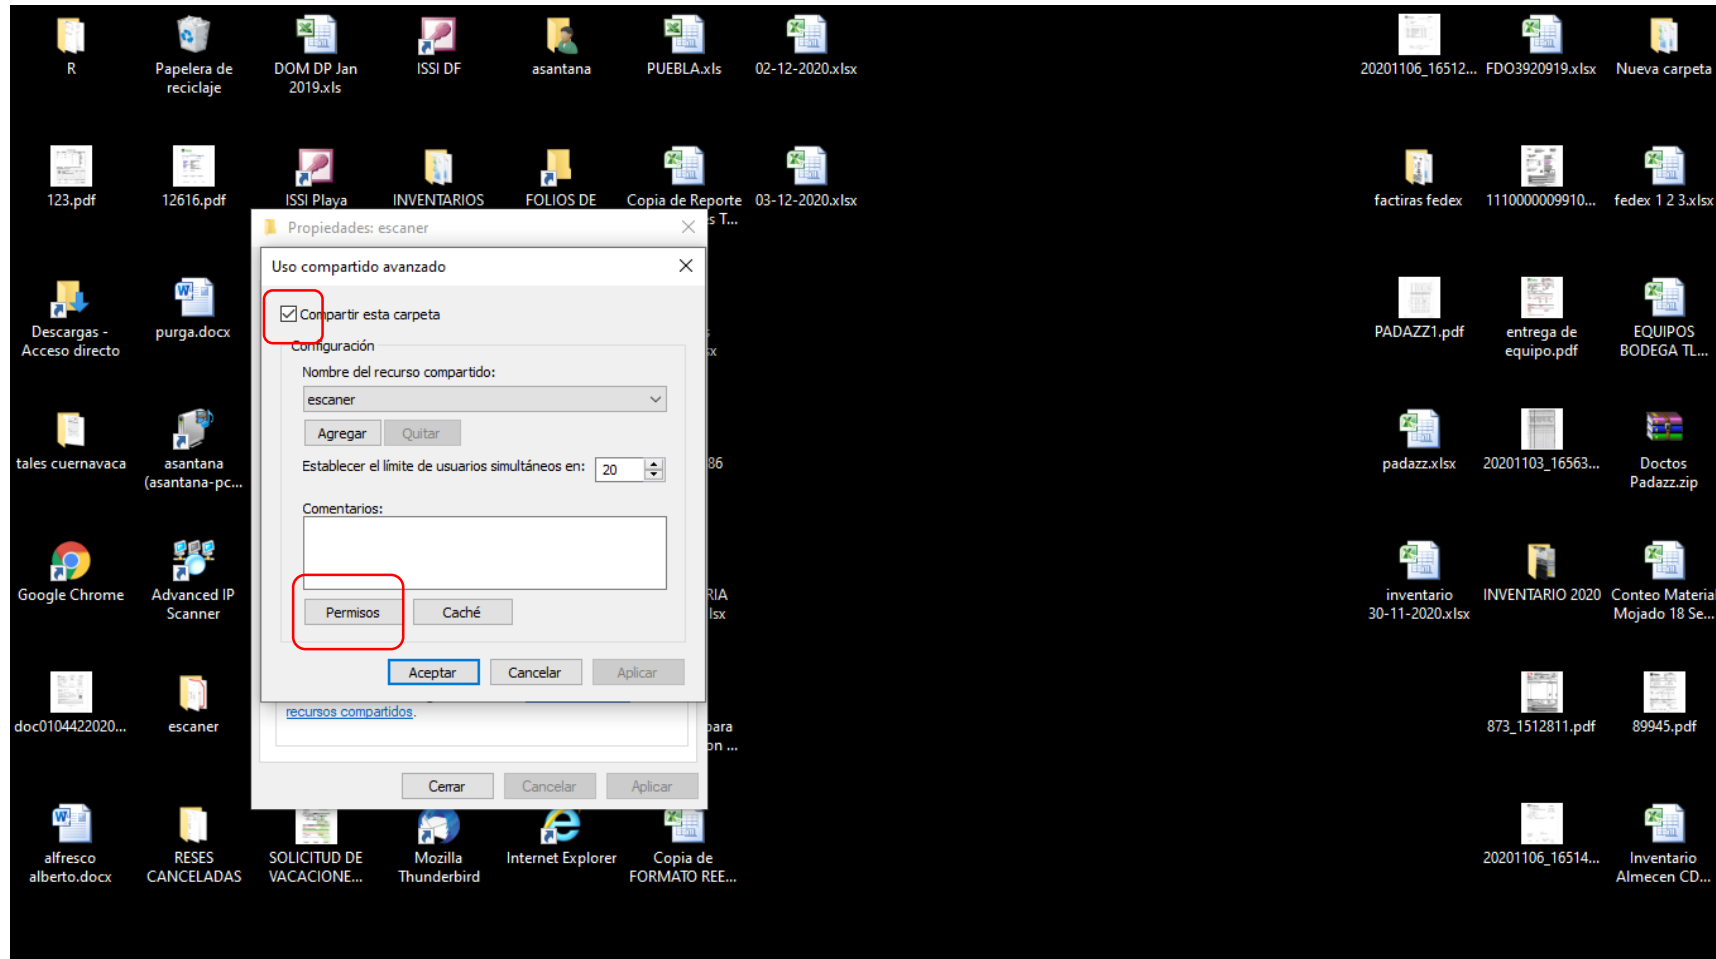 R
Papelera de
reciclaje
DOM DP Jan
2019.xls
ISSI DF
asantana
PUEBLA.xls
02-12-2020.xlsx
20201106_16512...
FDO3920919.xlsx
Nueva carpeta
123.pdf
12616.pdf
ISSI Playa
INVENTARIOS
FOLIOS DE
Copia de Reporte
s T...
03-12-2020.xlsx
factiras fedex
1110000009910...
fedex 1 2 3.xlsx
Propiedades: escaner
Uso compartido avanzado
Compartir esta carpeta
Configuración
Nombre del recurso compartido:
escaner
Agregar
Quitar
Establecer el límite de usuarios simultáneos en:
20
Comentarios:
Permisos
Caché
Aceptar
Cancelar
Aplicar
recursos compartidos.
Cerrar
Cancelar
Aplicar
Descargas -
Acceso directo
purga.docx
sx
PADAZZ1.pdf
entrega de
equipo.pdf
EQUIPOS
BODEGA TL...
tales cuernavaca
asantana
(asantana-pc...
86
padazz.xlsx
20201103_16563...
Doctos
Padazz.zip
Google Chrome
Advanced IP
Scanner
RIA
lsx
inventario
30-11-2020.xlsx
INVENTARIO 2020
Conteo Material
Mojado 18 Se...
doc0104422020...
escaner
para
on ...
873_1512811.pdf
89945.pdf
alfresco
alberto.docx
RESES
CANCELADAS
SOLICITUD DE
VACACIONE...
Mozilla
Thunderbird
Internet Explorer
Copia de
FORMATO REE...
20201106_16514...
Inventario
Almecen CD...